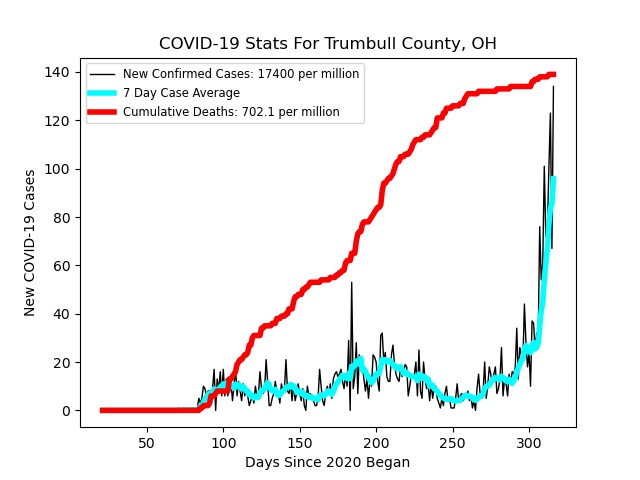 COVID-19 Stats For Trumbull County, OH
New Confirmed Cases: 17400 per million
7 Day Case Average
Cumulative Deaths: 702.1 per million
New COVID-19 Cases
140
120
100
80
60
40
20
0
50 100 150 200 250 300
Days Since 2020 Began